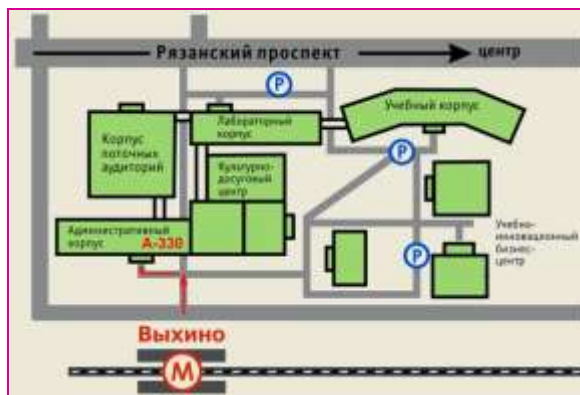 Рязанский проспект
центр
P
Учебный корпус
Лабораторный
корпус
P
Корпус
поточных
аудиторий
Культурно-
досуговый
центр
Административный
корпус
А-330
Учебно-
инновационный
бизнес-
центр
P
Выхино
М